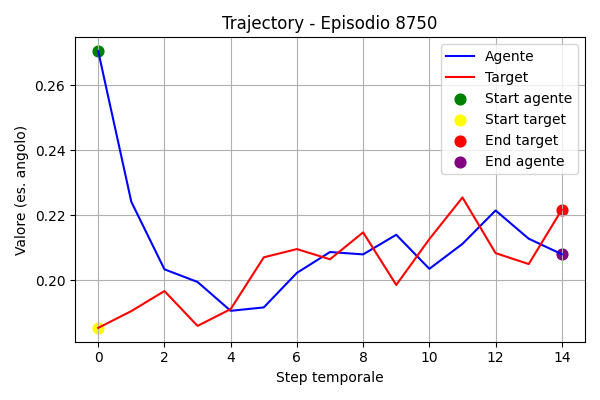 Trajectory - Episodio 8750
Agente
Target
Start agente
Start target
End target
End agente
Valore (es. angolo)
0.26
0.24
0.22
0.20
0 2 4 6 8 10 12 14
Step temporale